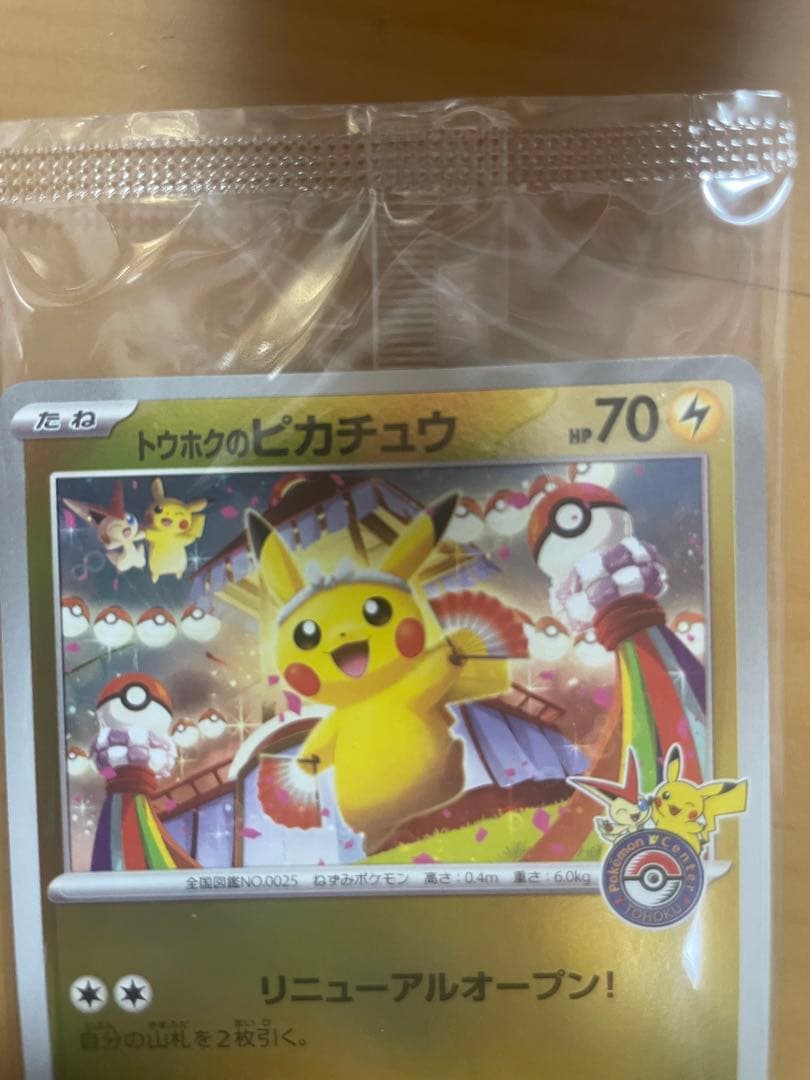 たね
トウホクのピカチュウ HP 70
全国図鑑NO.0025 ねずみポケモン 高さ:0.4m 重さ:6.0kg
Pokémon Center
TOHOKU
リニューアルオープン!
自分の山札を2枚引く。